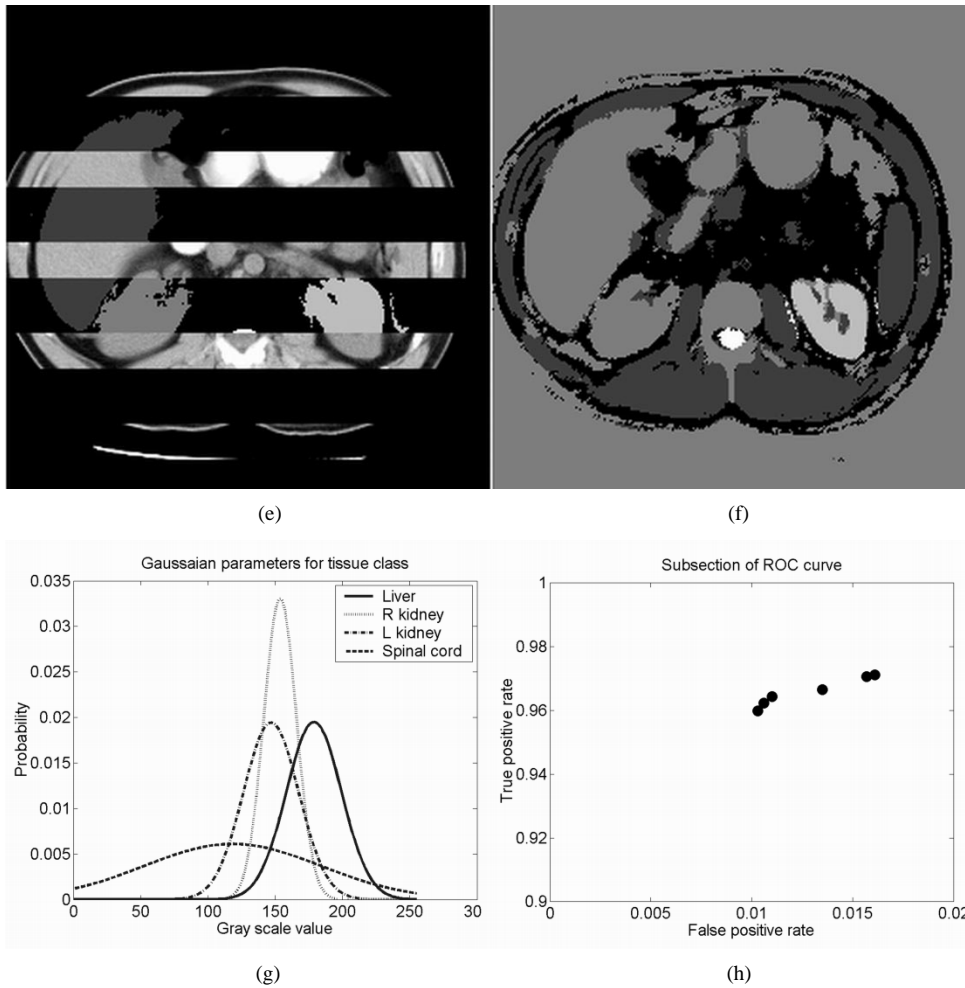 (e)
(f)
Gaussian parameters for tissue class
0.035
0.03
0.025
0.02
0.015
0.01
0.005
0
Probability
Liver
R kidney
L kidney
Spinal cord
0
50
100
150
200
250
30
Gray scale value
(g)
Subsection of ROC curve
1
0.98
0.96
0.94
0.92
0.9
True positive rate
0
0.005
0.01
0.015
0.02
False positive rate
(h)